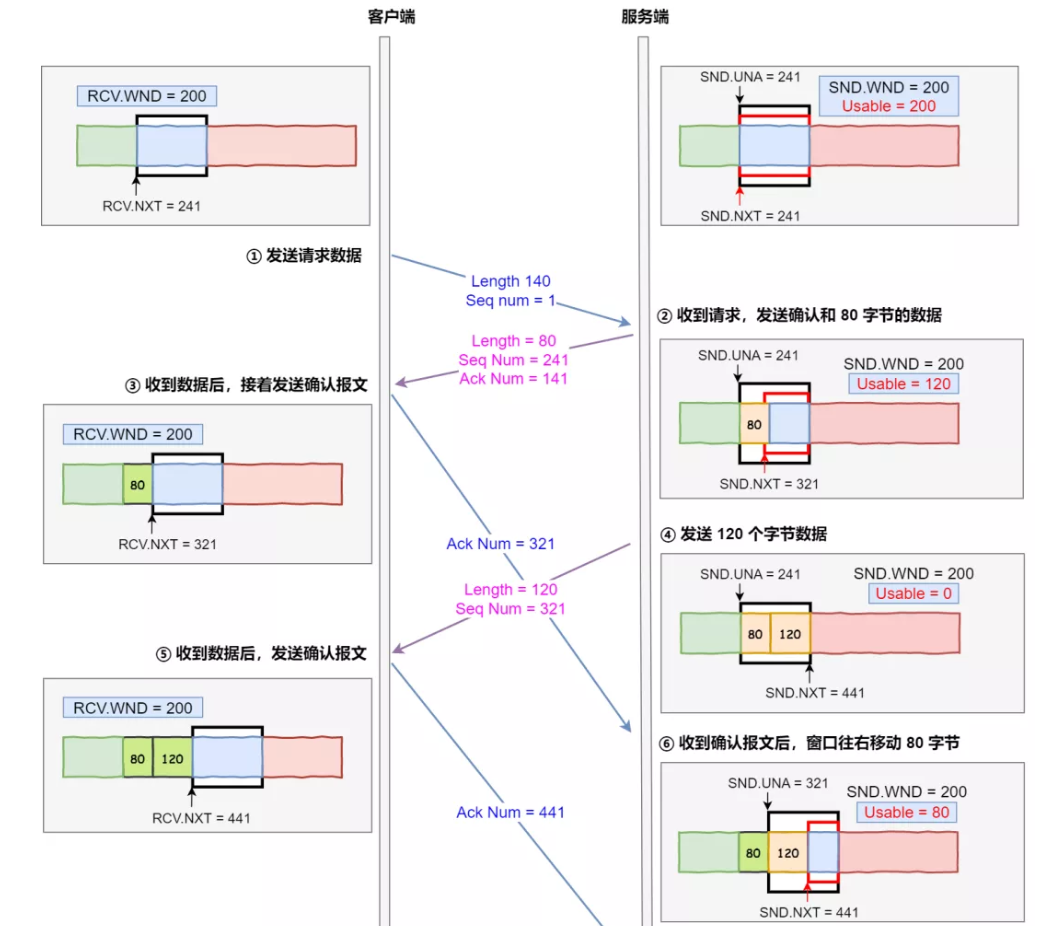 客户端
服务端
RCV.WND = 200
RCV.NXT = 241
SND.UNA = 241
SND.WND = 200
Usable = 200
SND.NXT = 241
① 发送请求数据
Length 140
Seq num = 1
② 收到请求，发送确认和 80 字节的数据
Length = 80
Seq Num = 241
Ack Num = 141
SND.UNA = 241
SND.WND = 200
Usable = 120
80
SND.NXT = 321
③ 收到数据后，接着发送确认报文
RCV.WND = 200
80
RCV.NXT = 321
Ack Num = 321
④ 发送 120 个字节数据
SND.UNA = 241
SND.WND = 200
Usable = 0
80 120
SND.NXT = 441
Length = 120
Seq Num = 321
⑤ 收到数据后，发送确认报文
RCV.WND = 200
80 120
RCV.NXT = 441
⑥ 收到确认报文后，窗口往右移动 80 字节
SND.UNA = 321
SND.WND = 200
Usable = 80
80 120
SND.NXT = 441
Ack Num = 441